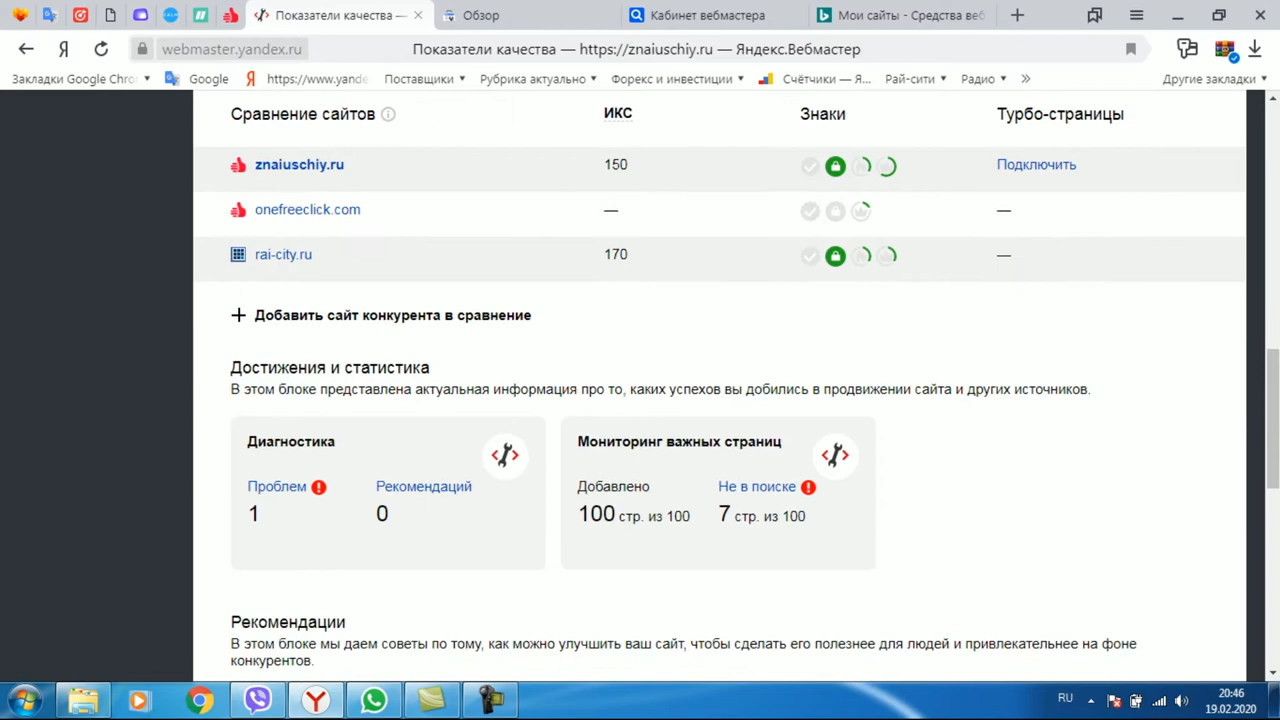 Показатели качества —
Обзор
Кабинет вебмастера
Мои сайты - Средства веб
webmaster.yandex.ru
Показатели качества — https://znaiuschiy.ru — Яндекс.Вебмастер
Закладки Google Chro
Google
https://www.yande
Поставщики
Рубрика актуально
Форекс и инвестиции
Счётчики — Я...
Рай-сити
Радио
»
Другие закладки
Сравнение сайтов
ИКС
Знаки
Турбо-страницы
znaiuschiy.ru
150
Подключить
onefreeclick.com
—
—
rai-city.ru
170
—
Добавить сайт конкурента в сравнение
Достижения и статистика
В этом блоке представлена актуальная информация про то, каких успехов вы добились в продвижении сайта и других источников.
Диагностика
Проблем
Рекомендаций
1
0
Мониторинг важных страниц
Добавлено
Не в поиске
100 стр. из 100
7 стр. из 100
Рекомендации
В этом блоке мы даем советы по тому, как можно улучшить ваш сайт, чтобы сделать его полезнее для людей и привлекательнее на фоне
конкурентов.
RU
20:46
19.02.2020